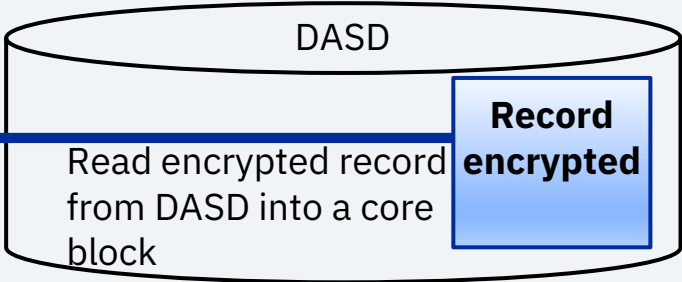 DASD
Record
encrypted
Read encrypted record
from DASD into a core
block